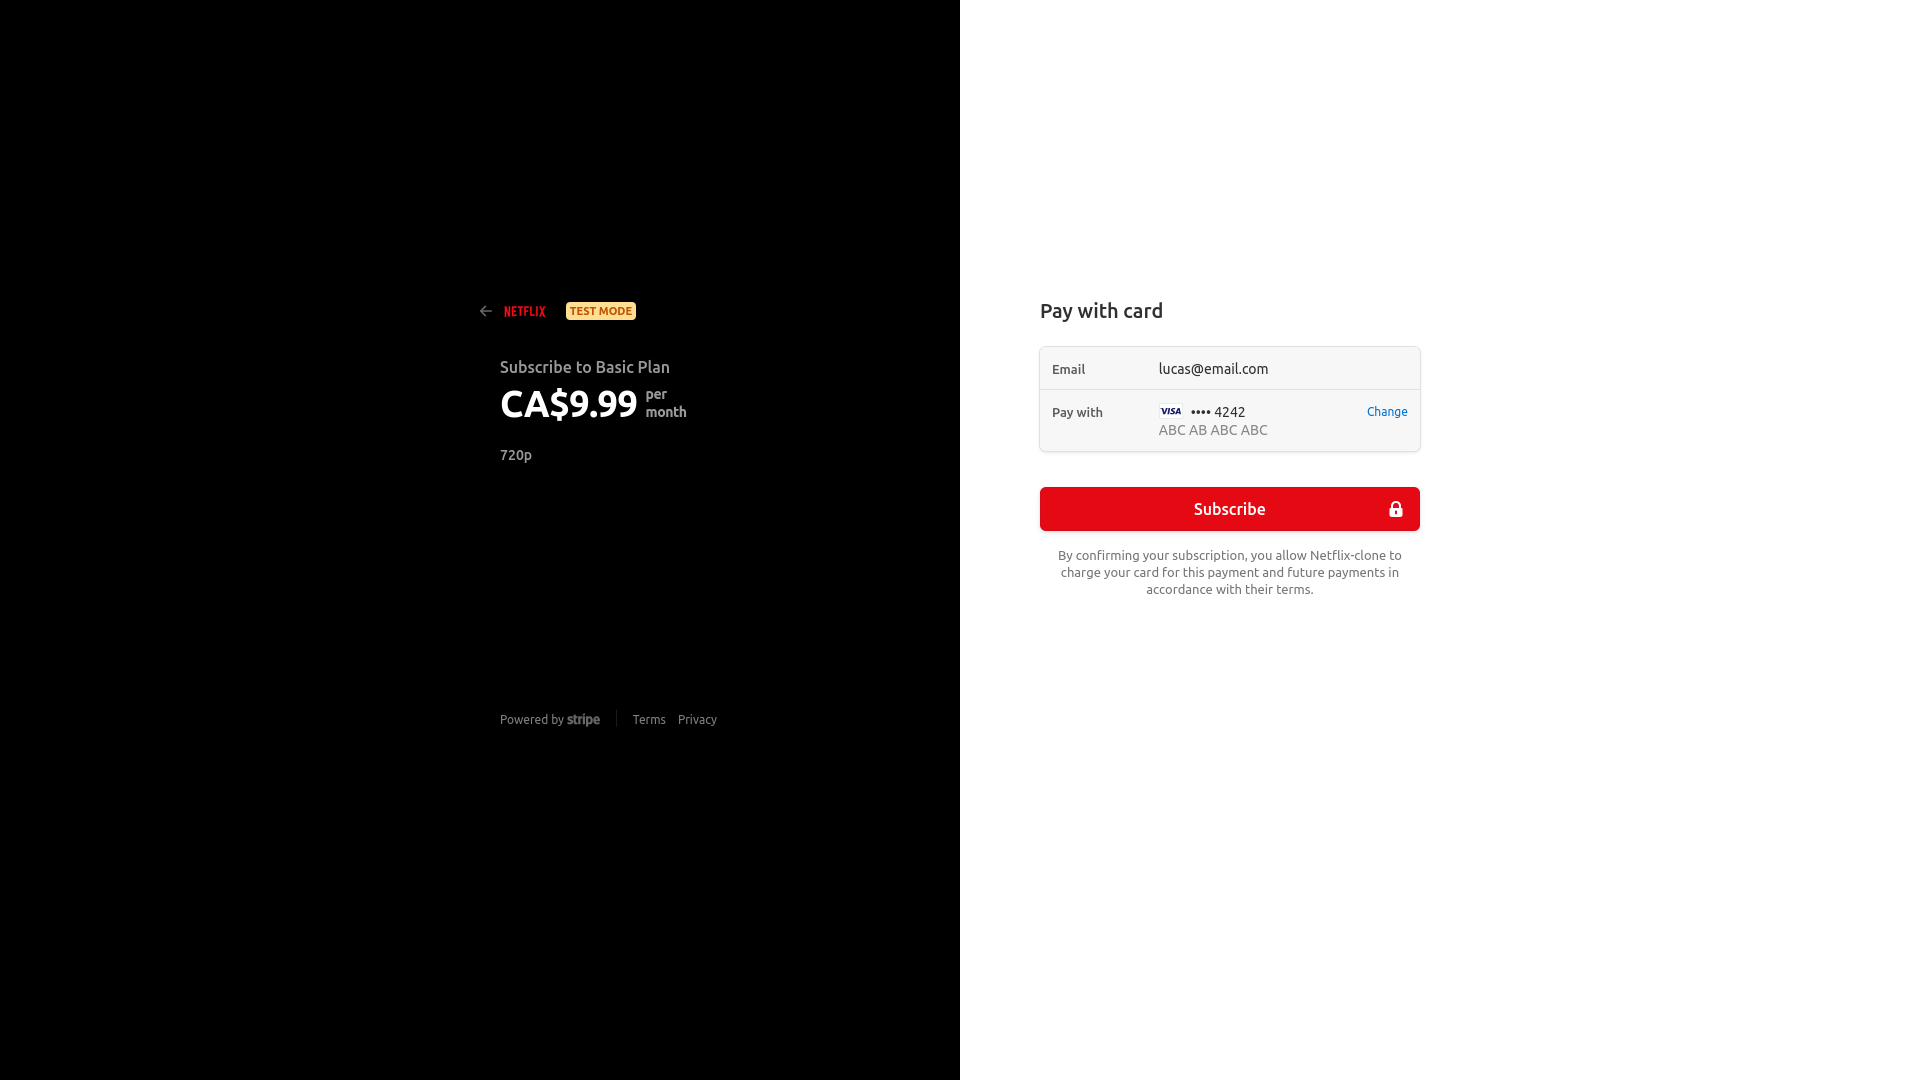 NETFLIX TEST MODE
Subscribe to Basic Plan
CA$9.99 per month
720p
Powered by stripe Terms Privacy
Pay with card
Email lucas@email.com
Pay with VISA •••• 4242 Change
ABC AB ABC ABC
Subscribe
By confirming your subscription, you allow Netflix-clone to
charge your card for this payment and future payments in
accordance with their terms.